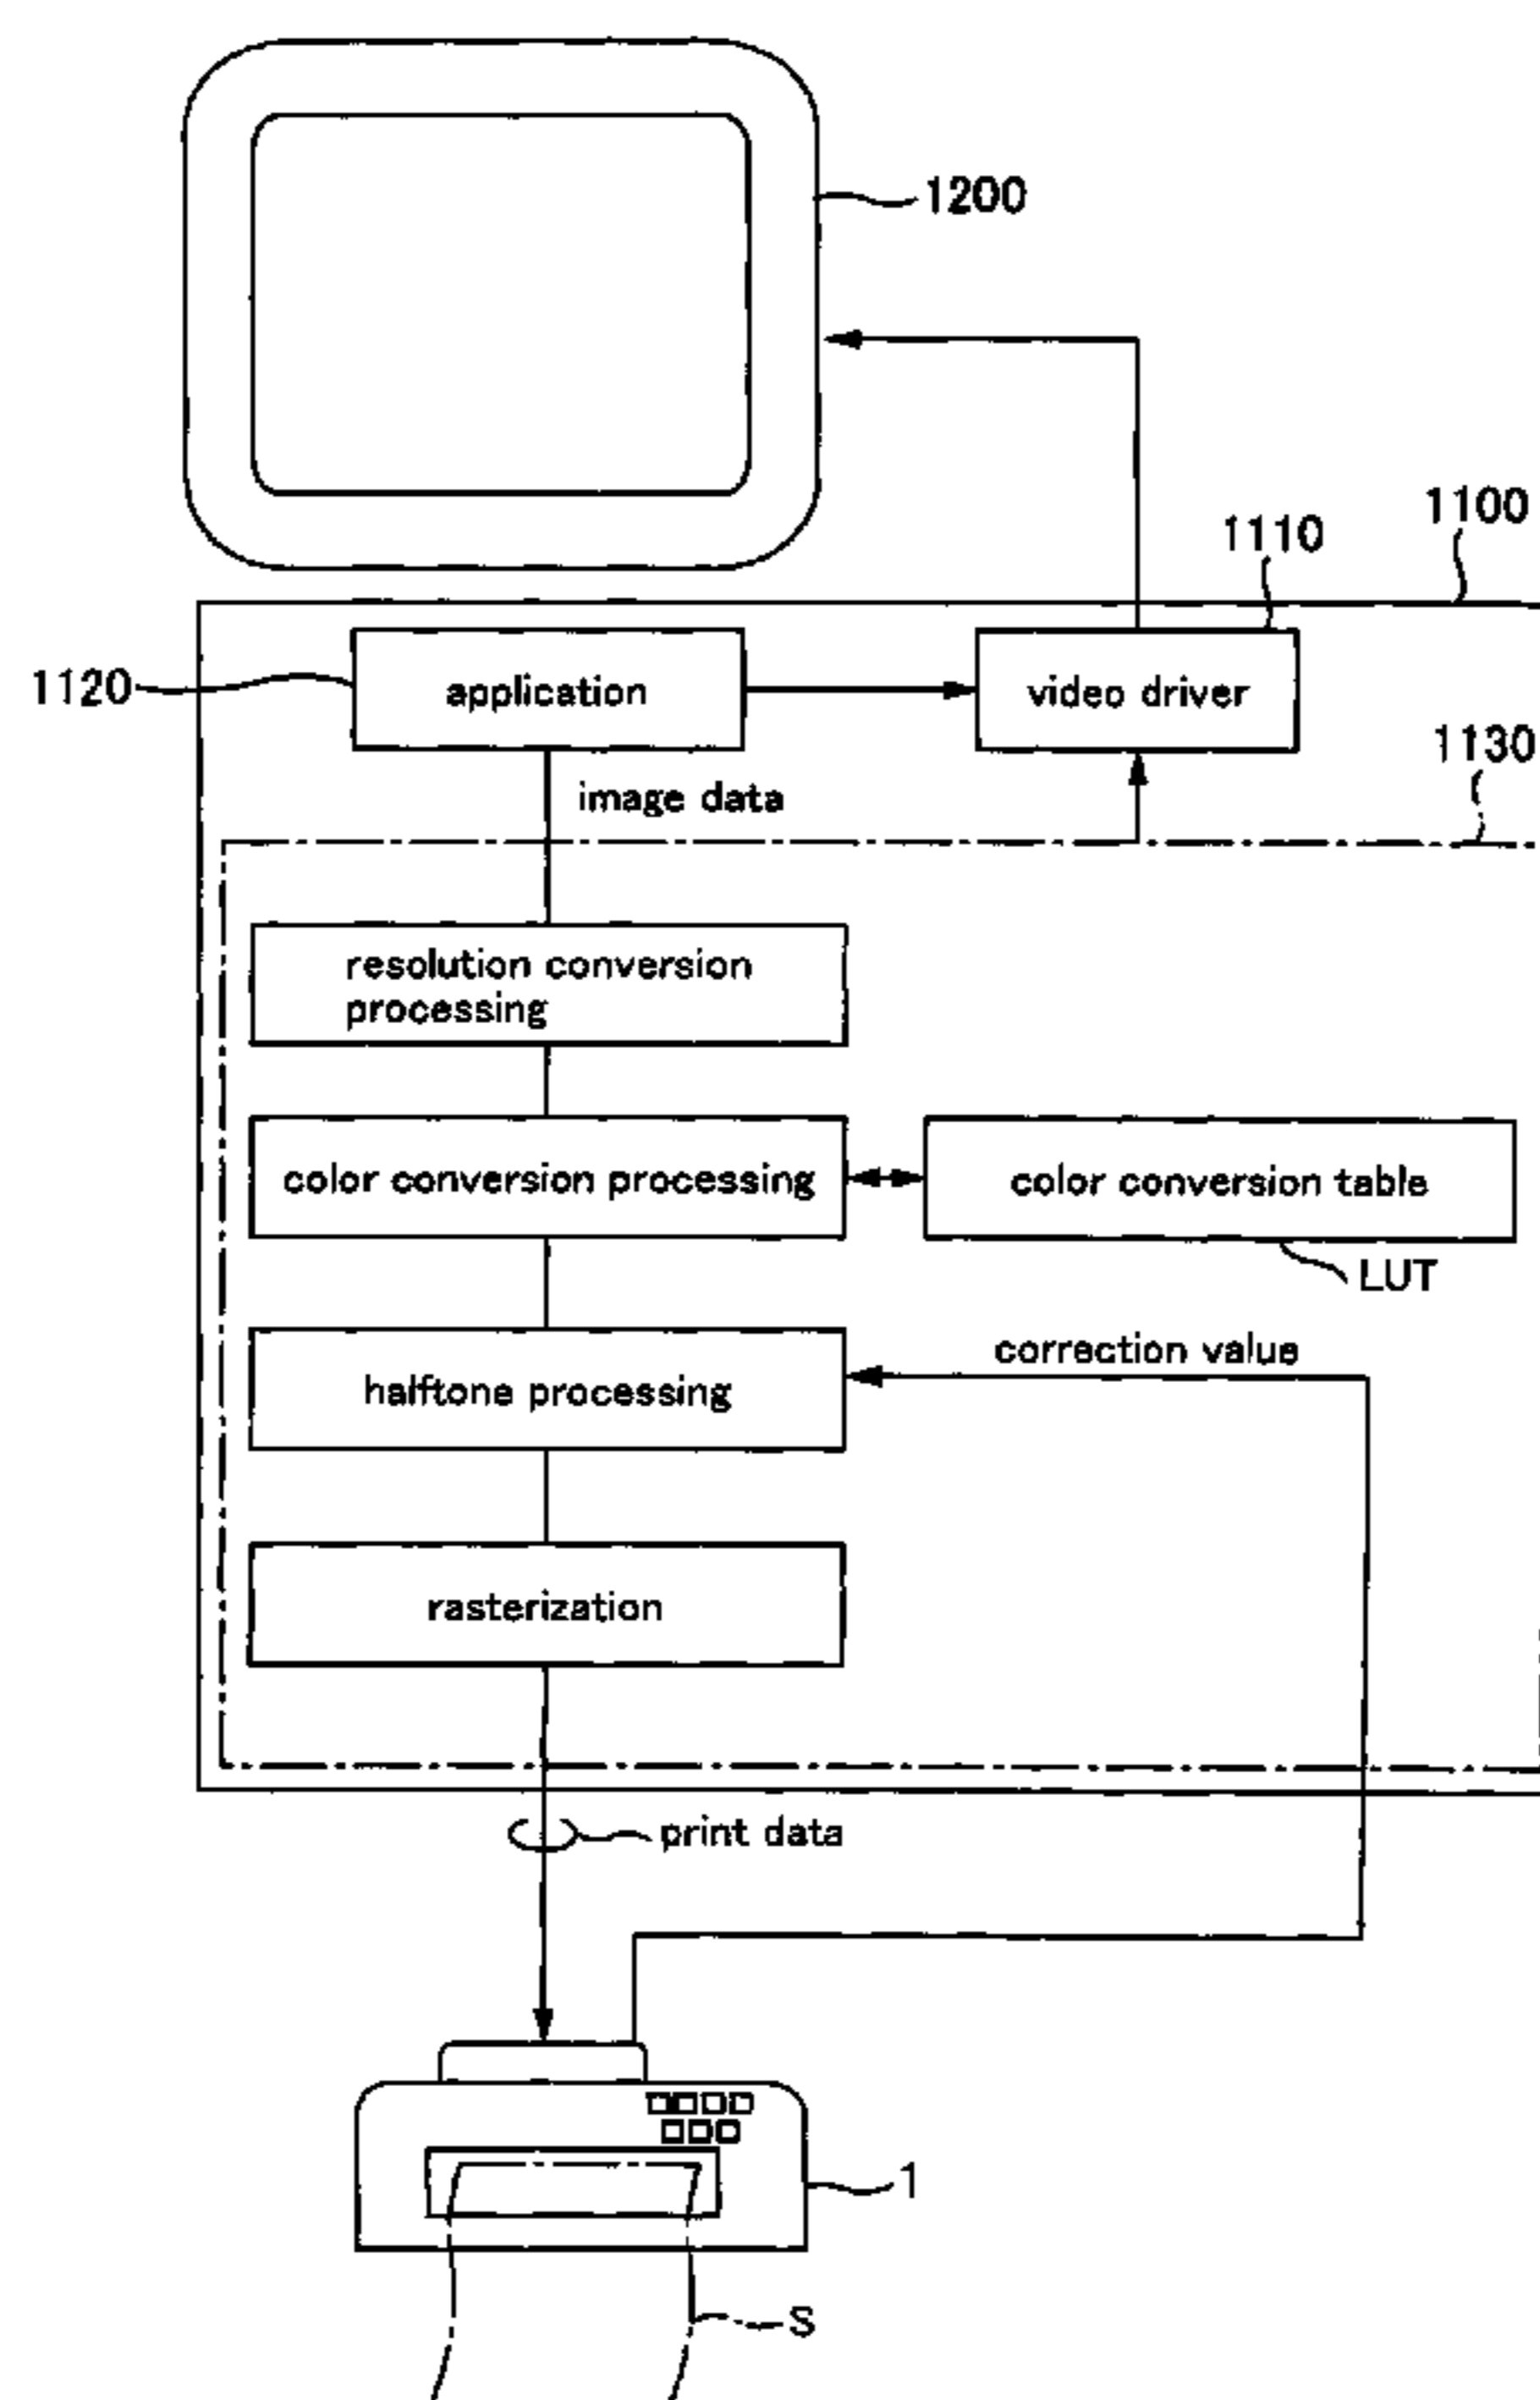 1200
1100
1110
1120
application
video driver
1130
image data
resolution conversion
processing
color conversion processing
color conversion table
LUT
correction value
halftone processing
rasterization
print data
1
S